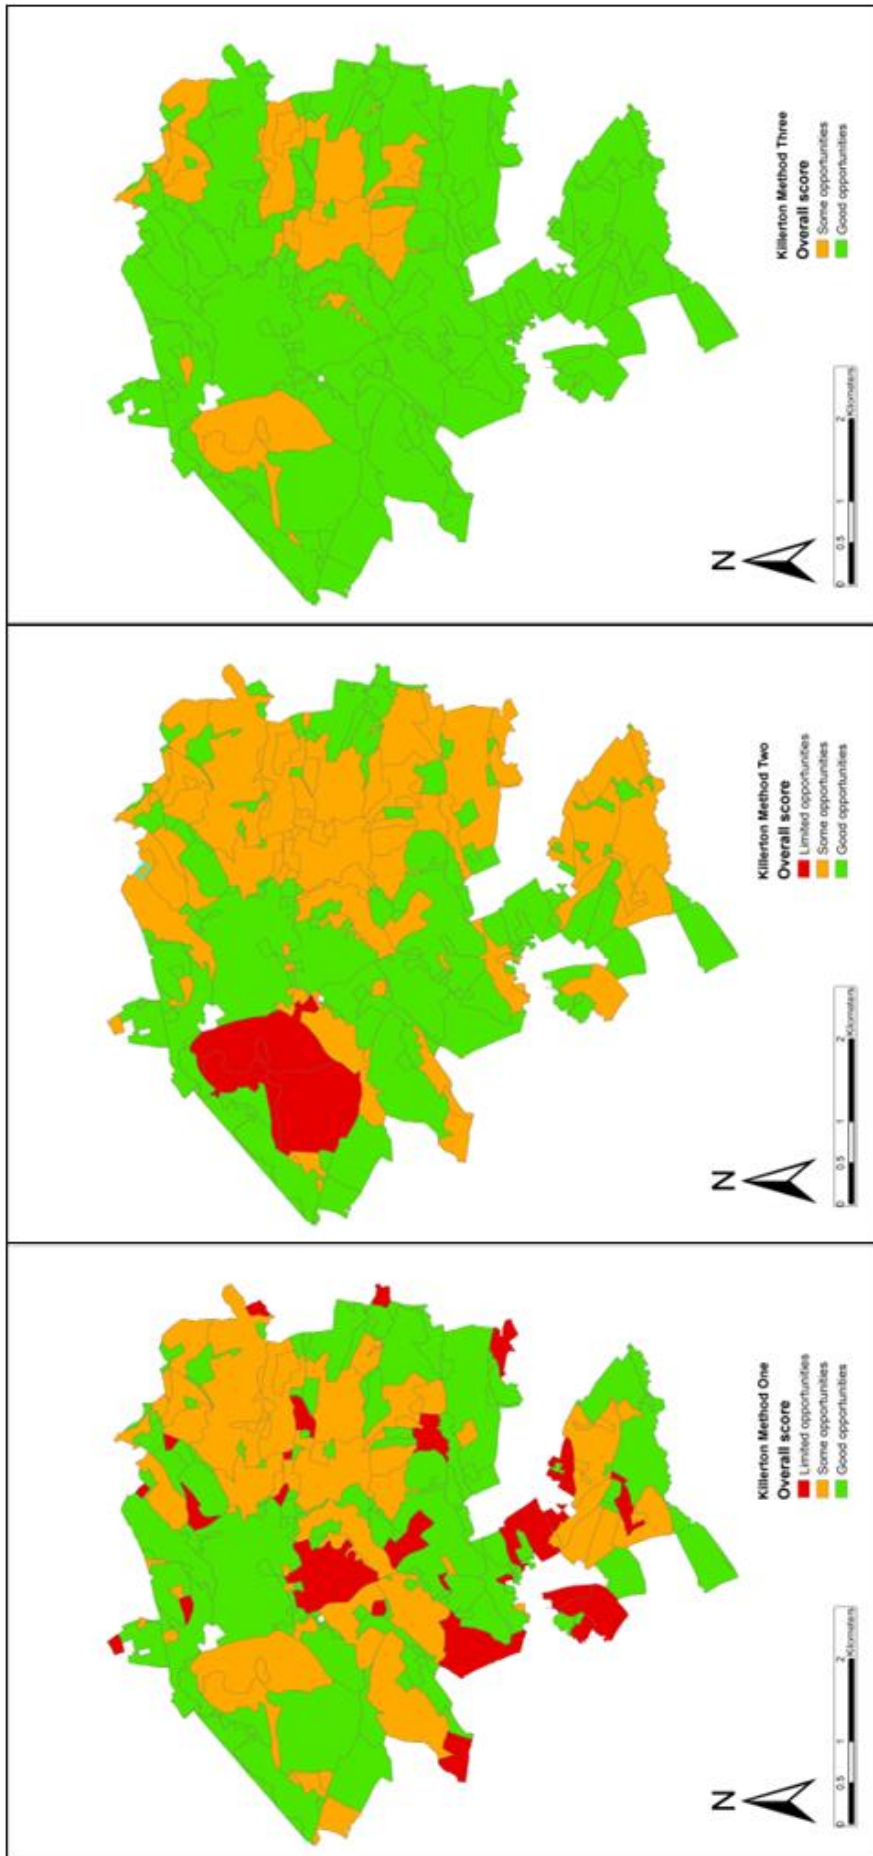 N
Killerton Method One
Overall score
Limited opportunities
Some opportunities
Good opportunities
0 0.5 1 2
Kilometers
N
Killerton Method Two
Overall score
Limited opportunities
Some opportunities
Good opportunities
0 0.5 1 2
Kilometers
N
Killerton Method Three
Overall score
Some opportunities
Good opportunities
0 0.5 1 2
Kilometers